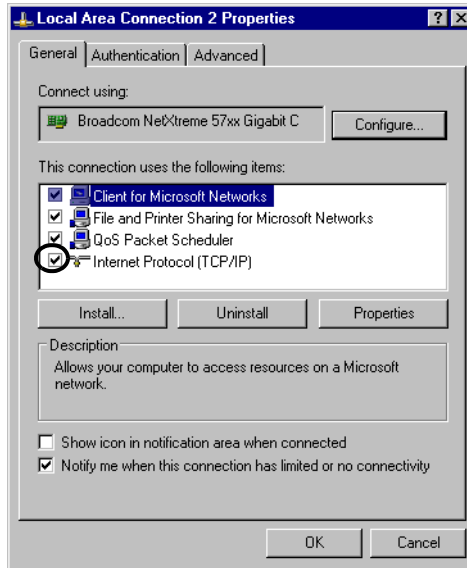 Local Area Connection 2 Properties
General Authentication Advanced
Connect using:
Broadcom NetXtreme 57xx Gigabit C Configure...
This connection uses the following items:
Client for Microsoft Networks
File and Printer Sharing for Microsoft Networks
QoS Packet Scheduler
Internet Protocol (TCP/IP)
Install... Uninstall Properties
Description
Allows your computer to access resources on a Microsoft
network.
Show icon in notification area when connected
Notify me when this connection has limited or no connectivity
OK Cancel